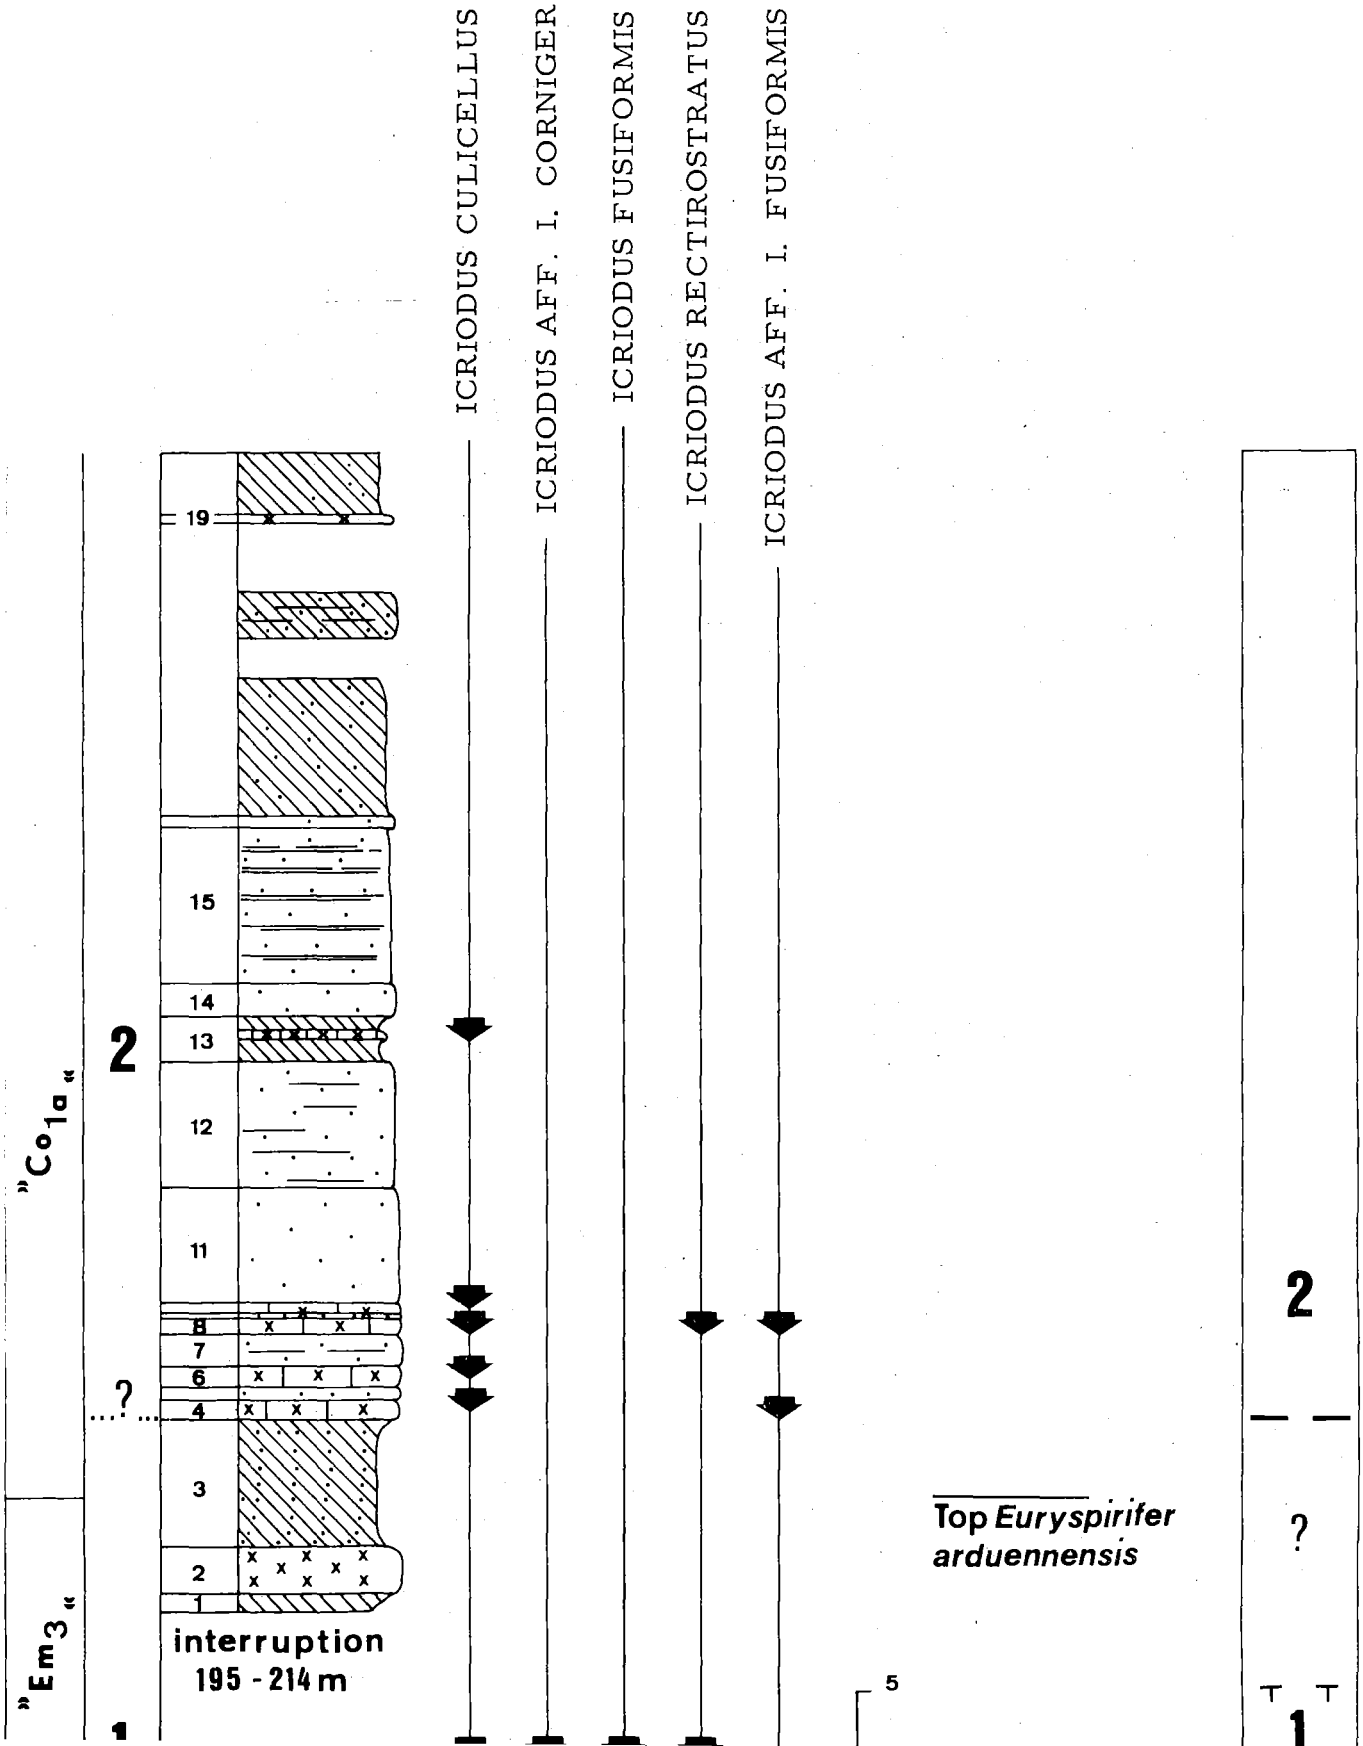 ICRIODUS CULICELLUS
ICRIODUS AFF. I. CORNIGER
ICRIODUS FUSIFORMIS
ICRIODUS RECTIROSTRATUS
ICRIODUS AFF. I. FUSIFORMIS
19
15
14
13
12
11
8
7
6
4
3
2
1
interruption
195 - 214 m
2
?
1
"Co1a"
"Em3"
Top Euryspirifer
arduennensis
5
2
?
1